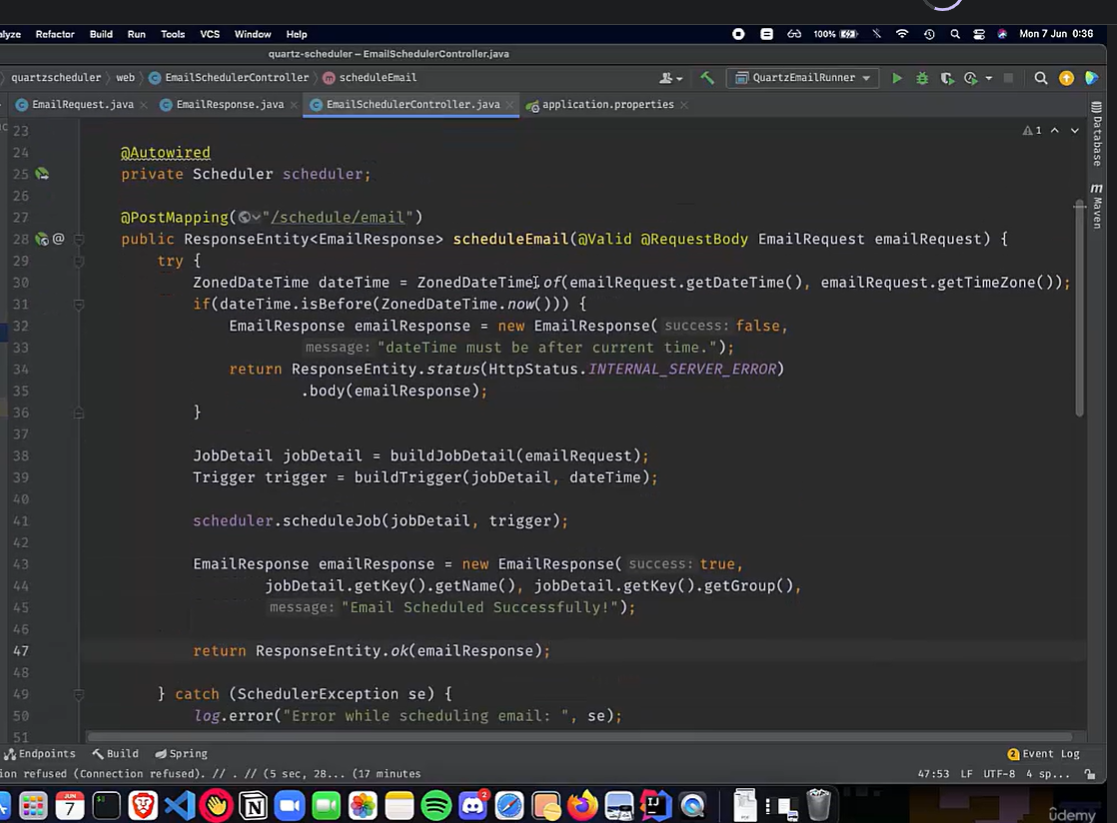 Refactor Build Run Tools VCS Window Help 100% Mon 7 Jun 0:36
quartz-scheduler – EmailSchedulerController.java
quartzscheduler web EmailSchedulerController scheduleEmail QuartzEmailRunner
EmailRequest.java EmailResponse.java EmailSchedulerController.java application.properties
23
24 @Autowired
25 private Scheduler scheduler;
26
27 @PostMapping("/schedule/email")
28 public ResponseEntity<EmailResponse> scheduleEmail(@Valid @RequestBody EmailRequest emailRequest) {
29 try {
30 ZonedDateTime dateTime = ZonedDateTime.of(emailRequest.getDateTime(), emailRequest.getTimeZone());
31 if(dateTime.isBefore(ZonedDateTime.now())) {
32 EmailResponse emailResponse = new EmailResponse( success: false,
33 message: "dateTime must be after current time.");
34 return ResponseEntity.status(HttpStatus.INTERNAL_SERVER_ERROR)
35 .body(emailResponse);
36 }
37
38 JobDetail jobDetail = buildJobDetail(emailRequest);
39 Trigger trigger = buildTrigger(jobDetail, dateTime);
40
41 scheduler.scheduleJob(jobDetail, trigger);
42
43 EmailResponse emailResponse = new EmailResponse( success: true,
44 jobDetail.getKey().getName(), jobDetail.getKey().getGroup(),
45 message: "Email Scheduled Successfully!");
46
47 return ResponseEntity.ok(emailResponse);
48
49 } catch (SchedulerException se) {
50 log.error("Error while scheduling email: ", se);
51
1
Database
Maven
Endpoints Build Spring 2 Event Log
refused (Connection refused). // . // (5 sec, 28... (17 minutes 47:53 LF UTF-8 4 sp...
JUN
7
2
ûdemy